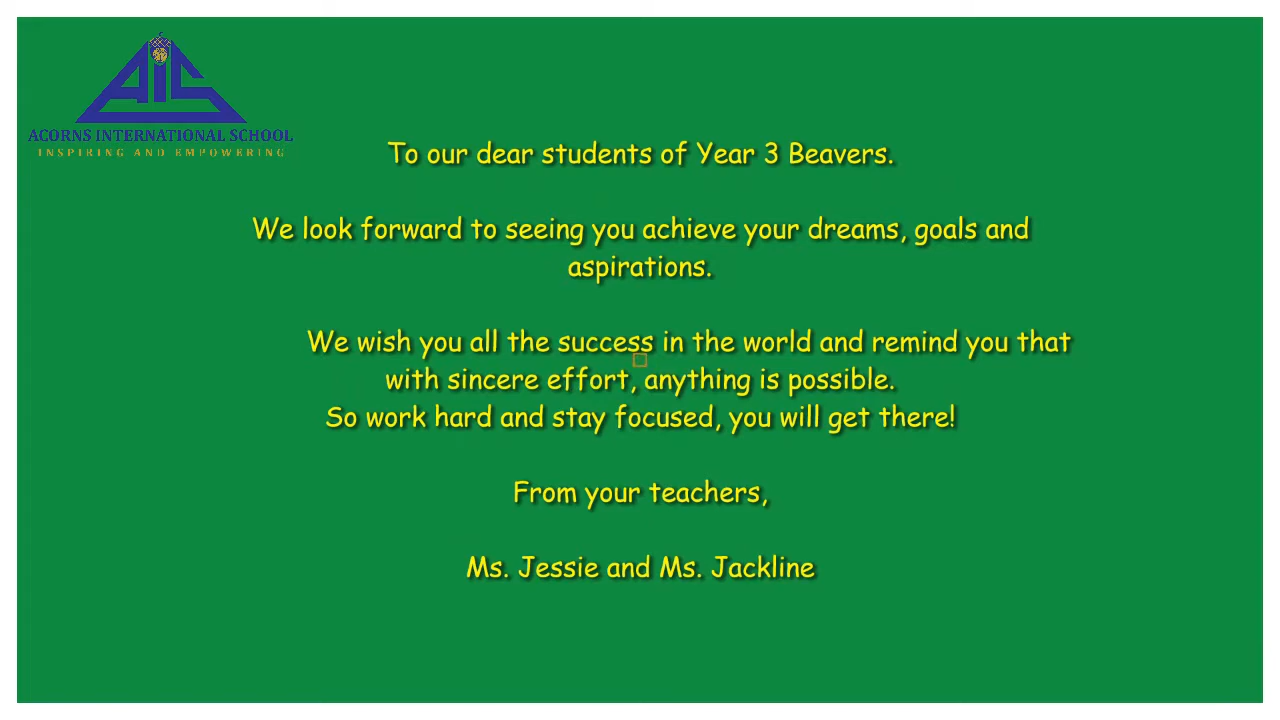 AIS
ACORNS INTERNATIONAL SCHOOL
INSPIRING AND EMPOWERING
To our dear students of Year 3 Beavers.
We look forward to seeing you achieve your dreams, goals and
aspirations.
We wish you all the success in the world and remind you that
with sincere effort, anything is possible.
So work hard and stay focused, you will get there!
From your teachers,
Ms. Jessie and Ms. Jackline